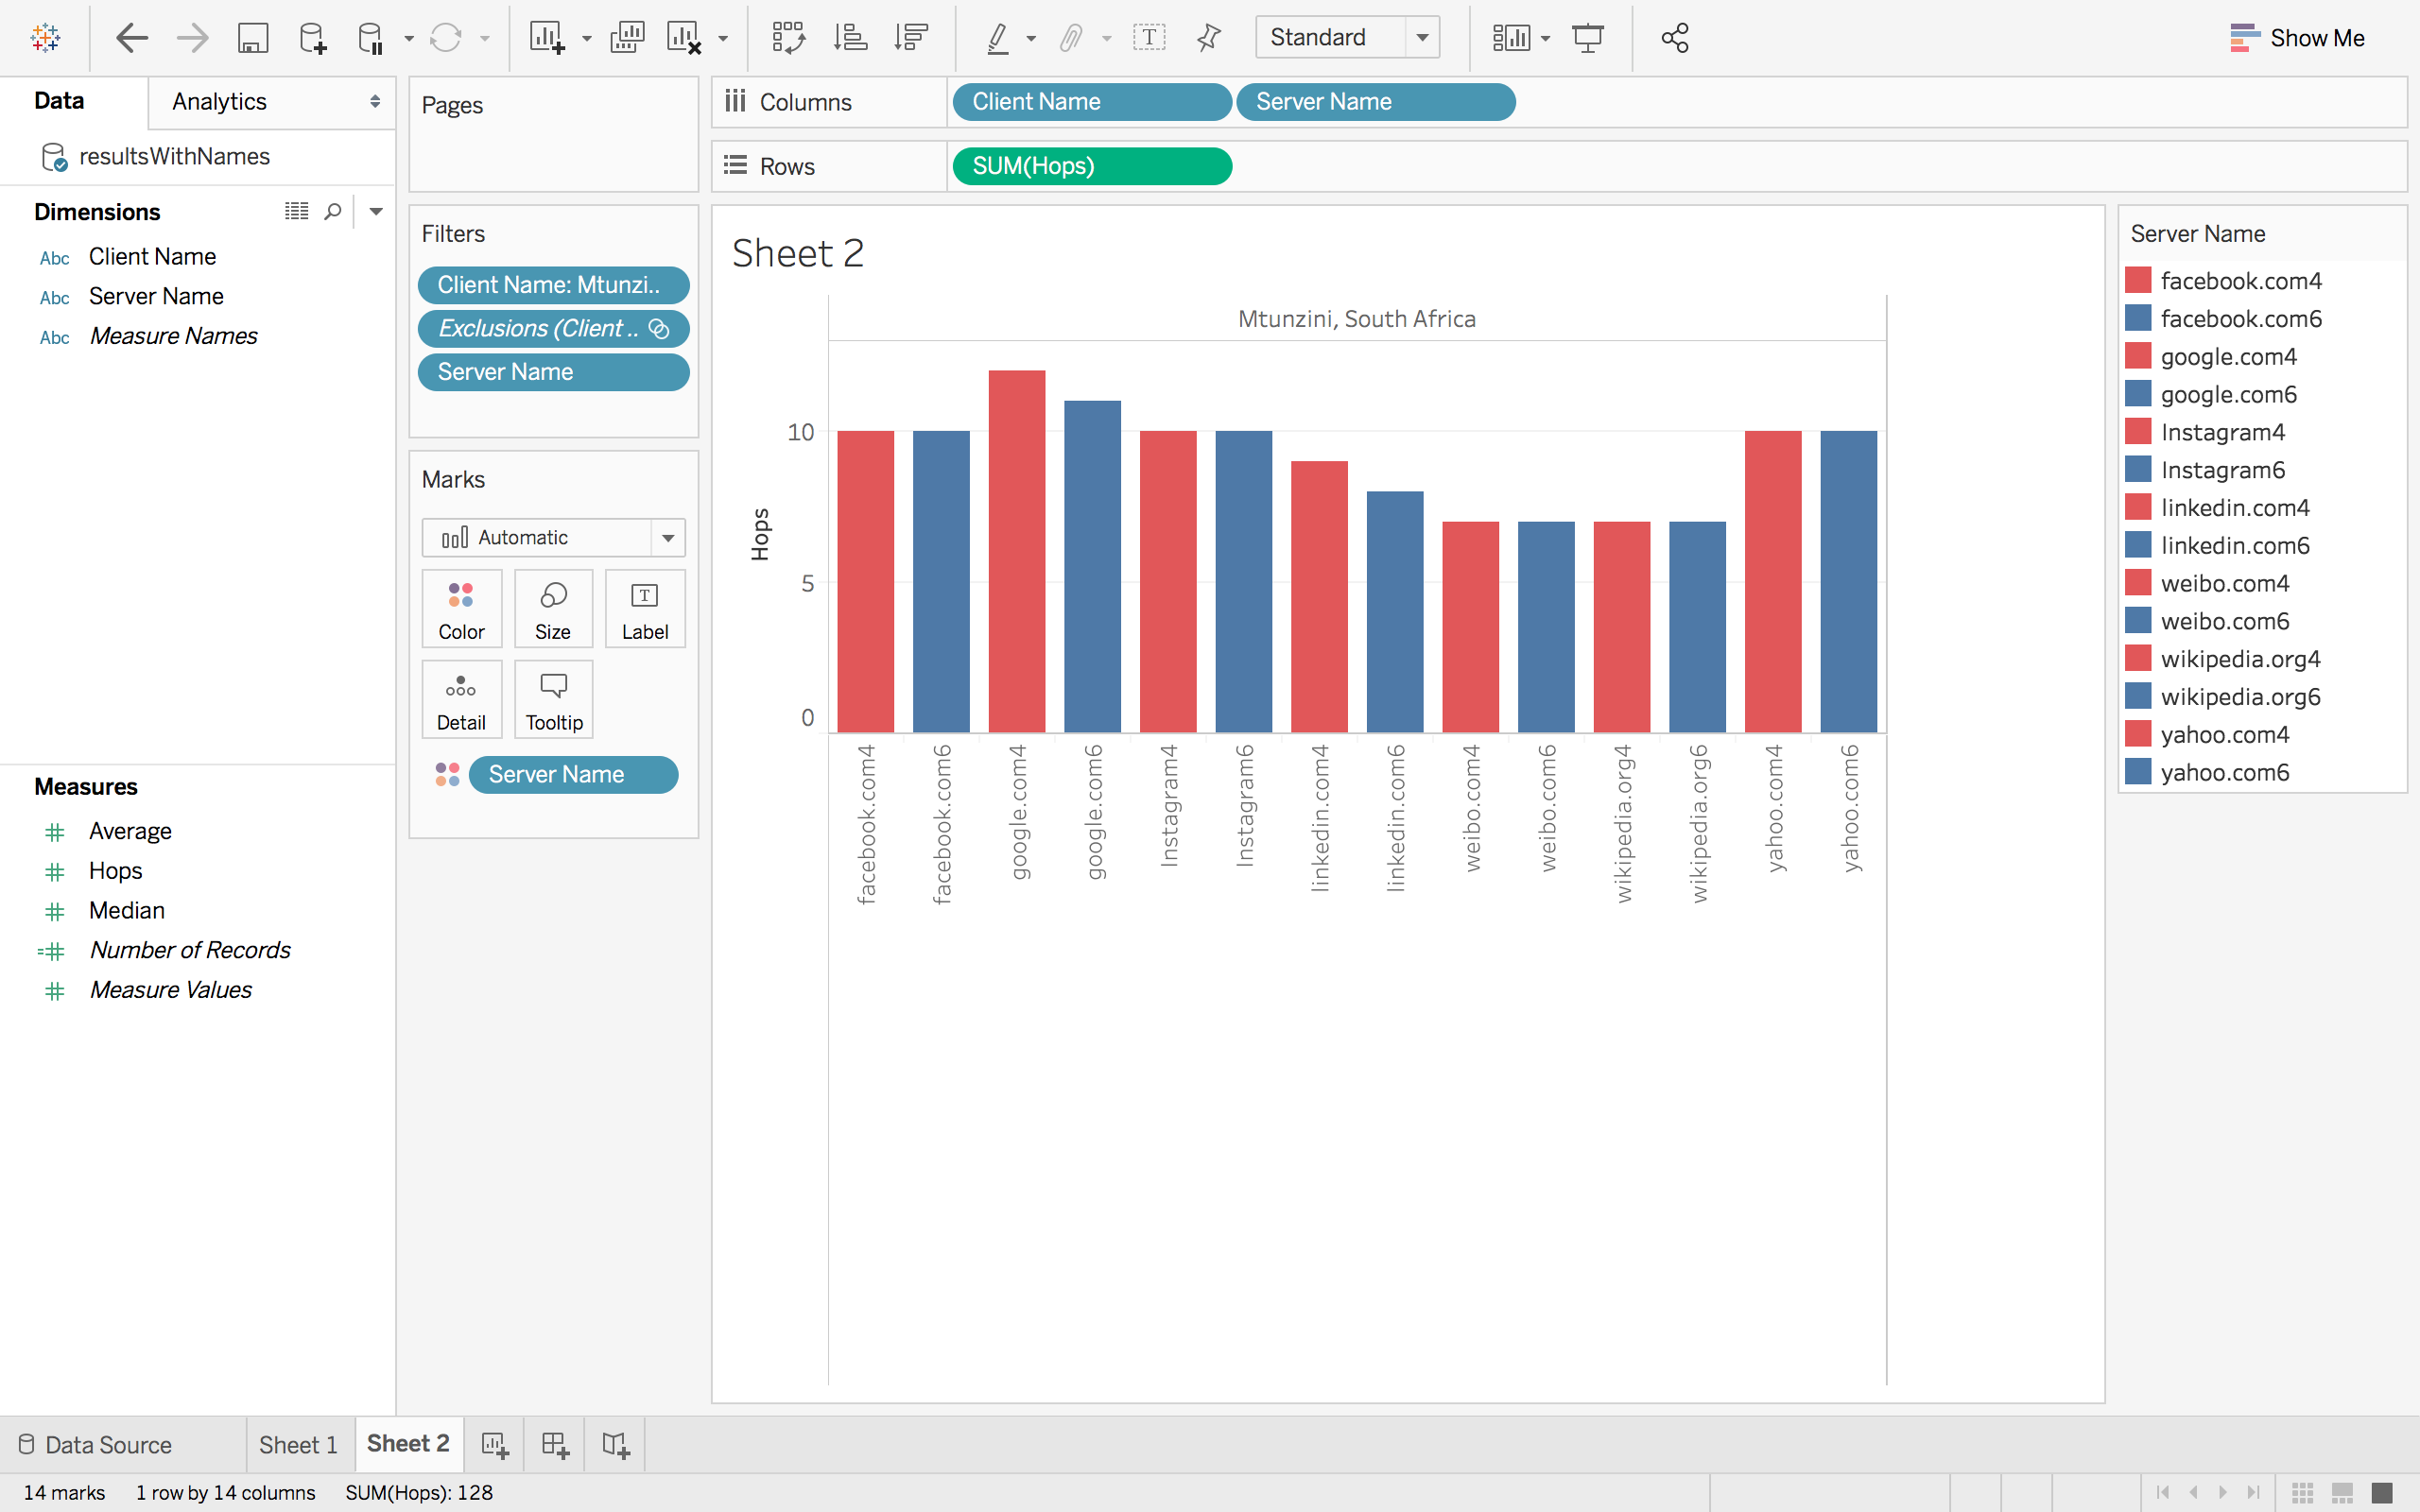 Standard
Show Me
Data
Analytics
resultsWithNames
Dimensions
Abc Client Name
Abc Server Name
Abc Measure Names
Measures
Average
Hops
Median
Number of Records
Measure Values
Pages
Filters
Client Name: Mtunzi..
Exclusions (Client ..
Server Name
Marks
Automatic
Color
Size
T
Label
Detail
Tooltip
Server Name
Columns
Client Name
Server Name
Rows
SUM(Hops)
Sheet 2
Mtunzini, South Africa
Hops
10
5
0
facebook.com4
facebook.com6
google.com4
google.com6
Instagram4
Instagram6
linkedin.com4
linkedin.com6
weibo.com4
weibo.com6
wikipedia.org4
wikipedia.org6
yahoo.com4
yahoo.com6
Server Name
facebook.com4
facebook.com6
google.com4
google.com6
Instagram4
Instagram6
linkedin.com4
linkedin.com6
weibo.com4
weibo.com6
wikipedia.org4
wikipedia.org6
yahoo.com4
yahoo.com6
Data Source
Sheet 1
Sheet 2
14 marks
1 row by 14 columns
SUM(Hops): 128